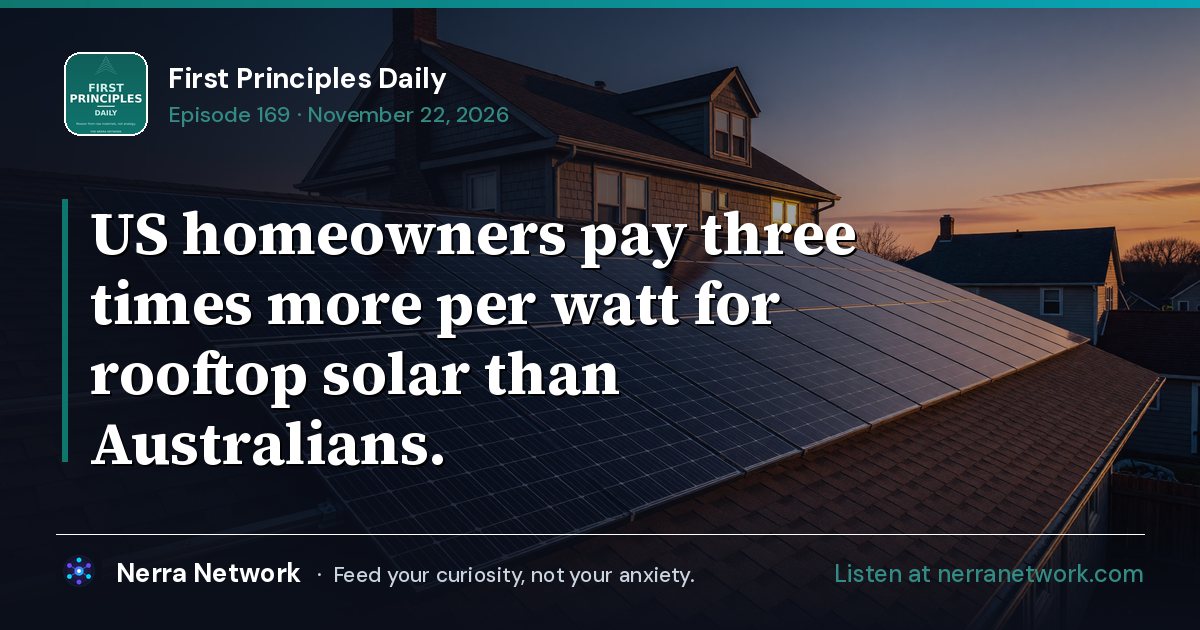 FIRST
PRINCIPLES
DAILY
First Principles Daily
Episode 169 · November 22, 2026
US homeowners pay three
times more per watt for
rooftop solar than
Australians.
Nerra Network · Feed your curiosity, not your anxiety.
Listen at nerranetwork.com